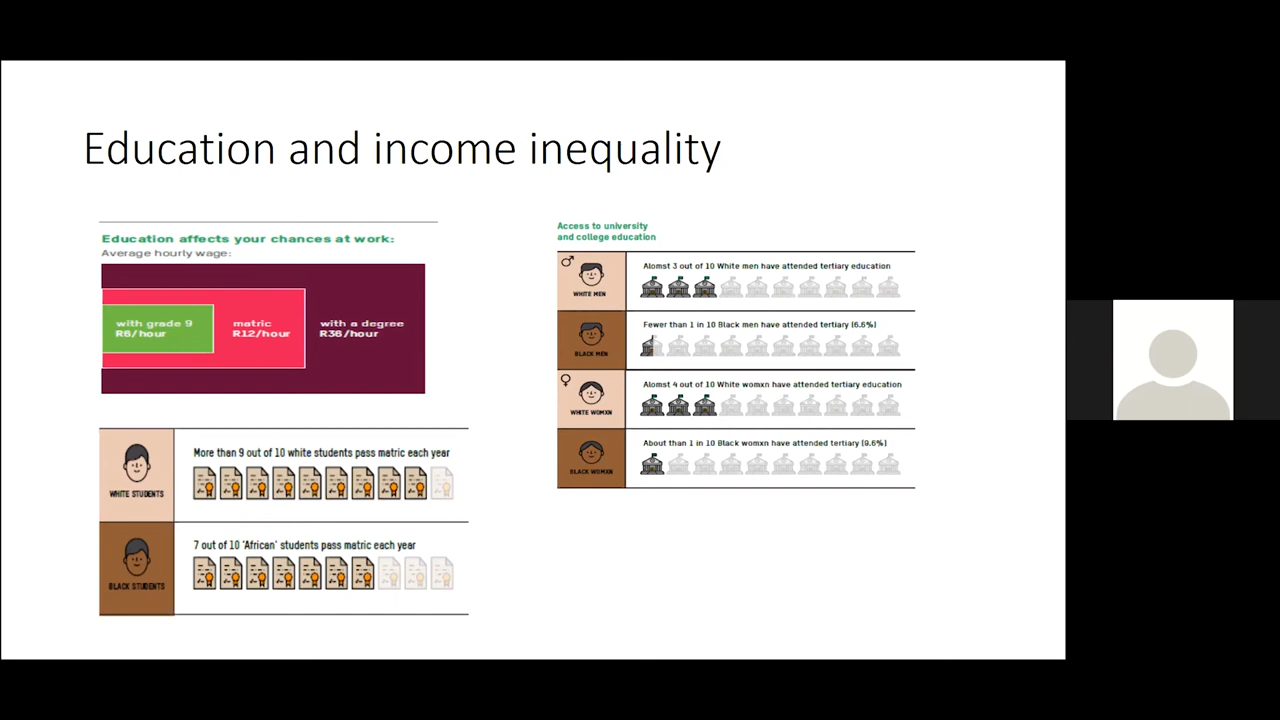 Education and income inequality
Education affects your chances at work:
Average hourly wage:
with grade 9
R6/hour
matric
R12/hour
with a degree
R36/hour
WHITE STUDENTS
More than 9 out of 10 white students pass matric each year
BLACK STUDENTS
7 out of 10 'African' students pass matric each year
Access to university
and college education
WHITE MEN
Alomst 3 out of 10 White men have attended tertiary education
BLACK MEN
Fewer than 1 in 10 Black men have attended tertiary (6.6%)
WHITE WOMXN
Alomst 4 out of 10 White womxn have attended tertiary education
BLACK WOMXN
About than 1 in 10 Black womxn have attended tertiary (9.6%)